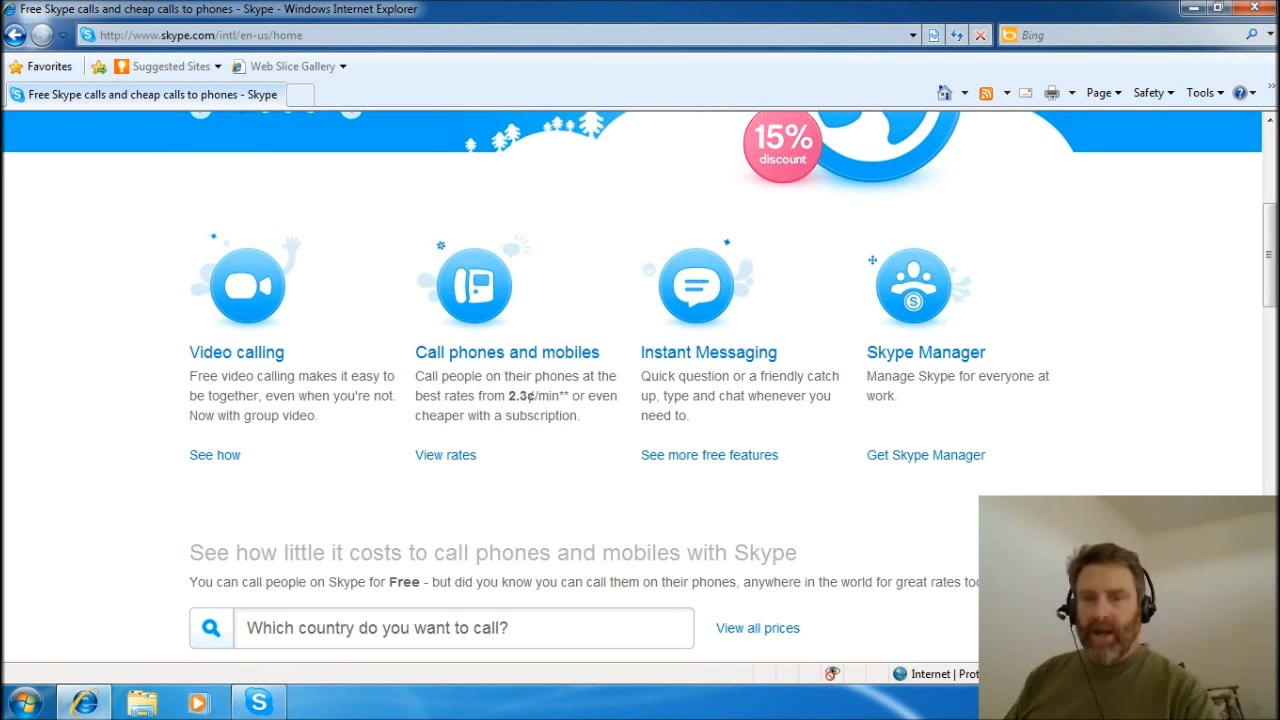 Free Skype calls and cheap calls to phones - Skype - Windows Internet Explorer
http://www.skype.com/intl/en-us/home
Bing
Favorites
Suggested Sites
Web Slice Gallery
Free Skype calls and cheap calls to phones - Skype
Page
Safety
Tools
15%
discount
Video calling
Free video calling makes it easy to
be together, even when you're not.
Now with group video.
See how
Call phones and mobiles
Call people on their phones at the
best rates from 2.3¢/min** or even
cheaper with a subscription.
View rates
Instant Messaging
Quick question or a friendly catch
up, type and chat whenever you
need to.
See more free features
Skype Manager
Manage Skype for everyone at
work.
Get Skype Manager
See how little it costs to call phones and mobiles with Skype
You can call people on Skype for Free - but did you know you can call them on their phones, anywhere in the world for great rates
Which country do you want to call?
View all prices
Internet | Prot